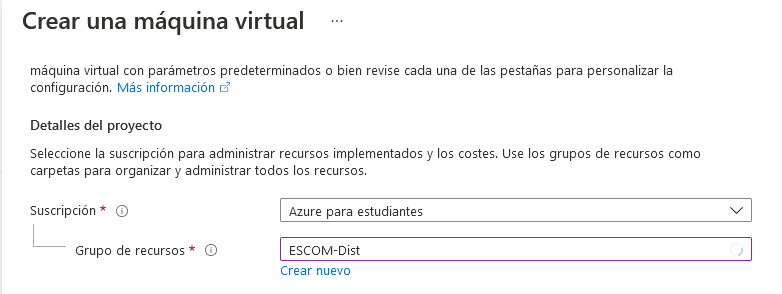 Crear una máquina virtual ...
máquina virtual con parámetros predeterminados o bien revise cada una de las pestañas para personalizar la
configuración. Más información
Detalles del proyecto
Seleccione la suscripción para administrar recursos implementados y los costes. Use los grupos de recursos como
carpetas para organizar y administrar todos los recursos.
Suscripción * Azure para estudiantes
Grupo de recursos * ESCOM-Dist
Crear nuevo